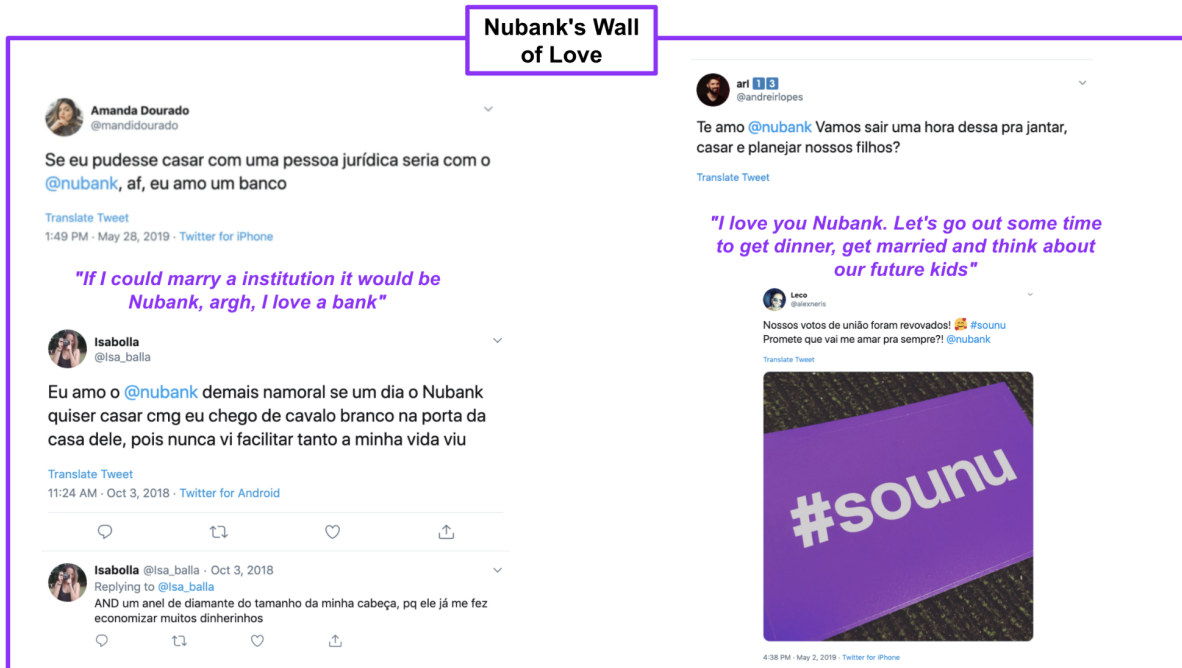 Nubank's Wall
of Love
Amanda Dourado
@mandidourado
Se eu pudesse casar com uma pessoa jurídica seria com o
@nubank, af, eu amo um banco
Translate Tweet
1:49 PM · May 28, 2019 · Twitter for iPhone
"If I could marry a institution it would be
Nubank, argh, I love a bank"
Isabolla
@Isa_balla
Eu amo o @nubank demais namoral se um dia o Nubank
quiser casar cmg eu chego de cavalo branco na porta da
casa dele, pois nunca vi facilitar tanto a minha vida viu
Translate Tweet
11:24 AM · Oct 3, 2018 · Twitter for Android
Isabolla @Isa_balla · Oct 3, 2018
Replying to @Isa_balla
AND um anel de diamante do tamanho da minha cabeça, pq ele já me fez
economizar muitos dinherinhos
arl 1 3
@andreirlopes
Te amo @nubank Vamos sair uma hora dessa pra jantar,
casar e planejar nossos filhos?
Translate Tweet
"I love you Nubank. Let's go out some time
to get dinner, get married and think about
our future kids"
Leco
@alexneris
Nossos votos de união foram revovados! 🥰 #sounu
Promete que vai me amar pra sempre?! @nubank
Translate Tweet
#sounu
4:38 PM · May 2, 2019 · Twitter for iPhone